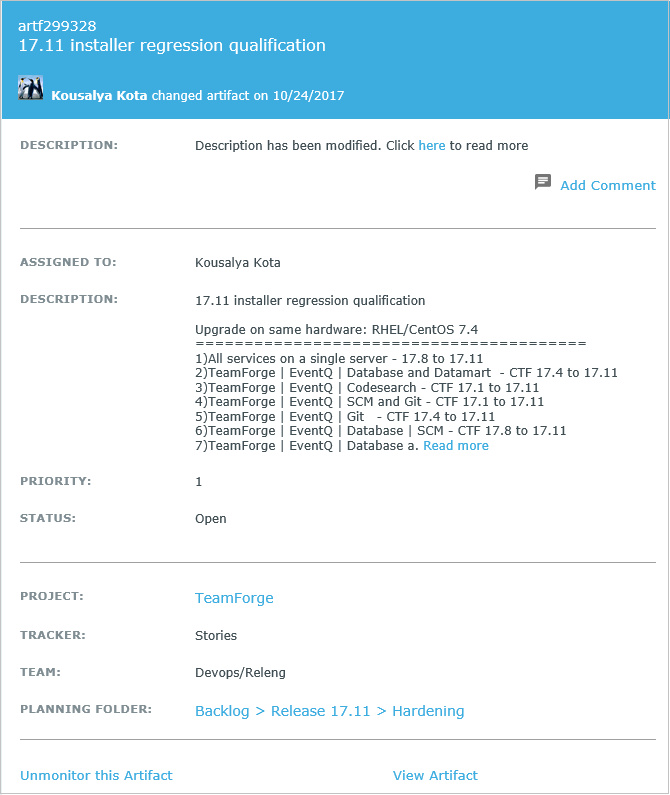 artf299328
17.11 installer regression qualification
Kousalya Kota changed artifact on 10/24/2017
DESCRIPTION: Description has been modified. Click here to read more
Add Comment
ASSIGNED TO: Kousalya Kota
DESCRIPTION: 17.11 installer regression qualification
Upgrade on same hardware: RHEL/CentOS 7.4
========================================
1)All services on a single server - 17.8 to 17.11
2)TeamForge | EventQ | Database and Datamart - CTF 17.4 to 17.11
3)TeamForge | EventQ | Codesearch - CTF 17.1 to 17.11
4)TeamForge | EventQ | SCM and Git - CTF 17.1 to 17.11
5)TeamForge | EventQ | Git - CTF 17.4 to 17.11
6)TeamForge | EventQ | Database | SCM - CTF 17.8 to 17.11
7)TeamForge | EventQ | Database a. Read more
PRIORITY: 1
STATUS: Open
PROJECT: TeamForge
TRACKER: Stories
TEAM: Devops/Releng
PLANNING FOLDER: Backlog > Release 17.11 > Hardening
Unmonitor this Artifact View Artifact